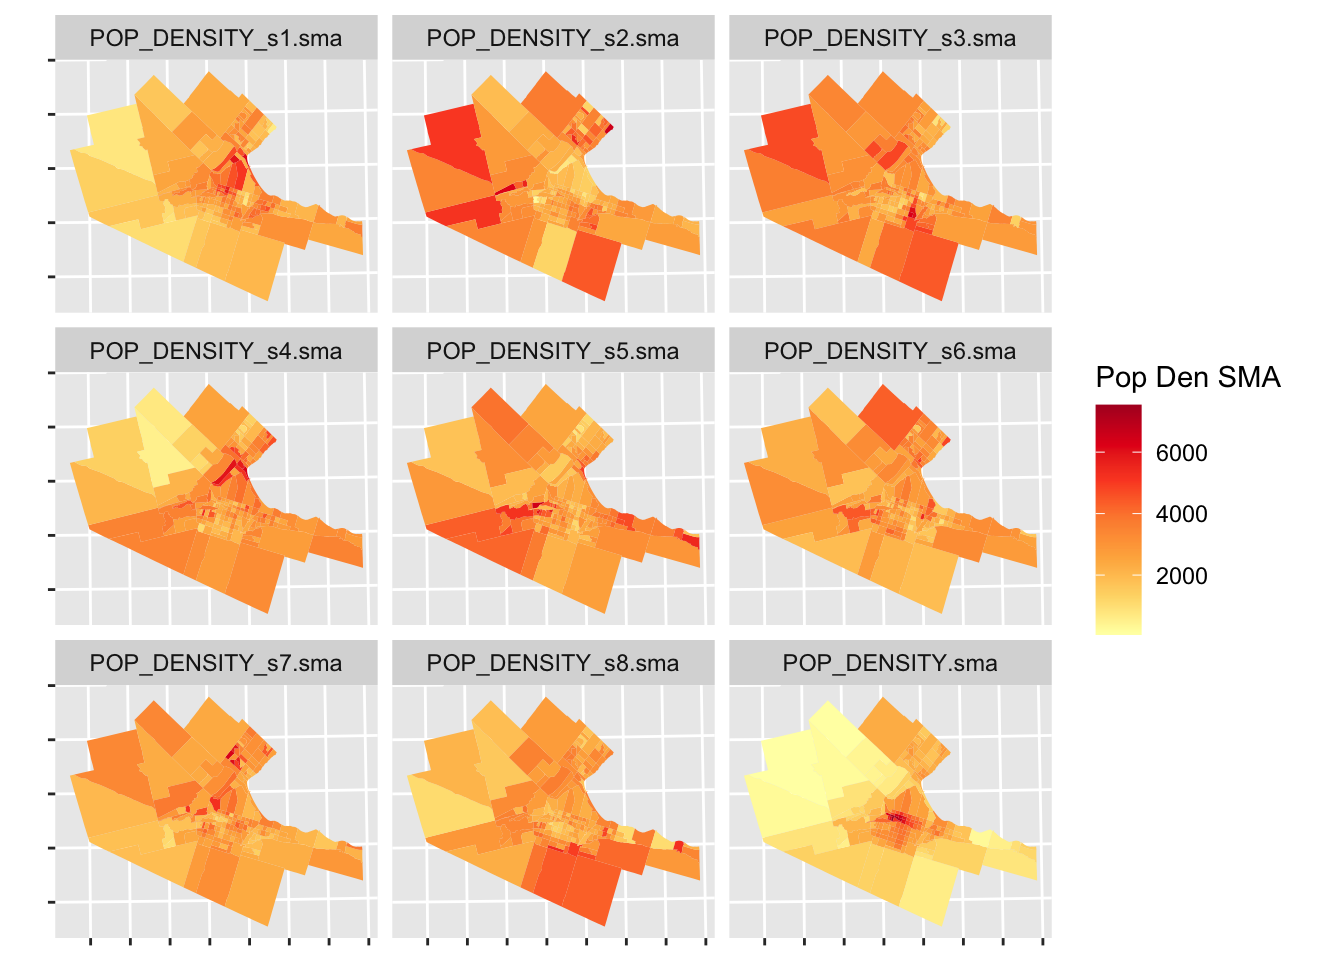 POP_DENSITY_s1.sma
POP_DENSITY_s2.sma
POP_DENSITY_s3.sma
POP_DENSITY_s4.sma
POP_DENSITY_s5.sma
POP_DENSITY_s6.sma
POP_DENSITY_s7.sma
POP_DENSITY_s8.sma
POP_DENSITY.sma
Pop Den SMA
6000
4000
2000